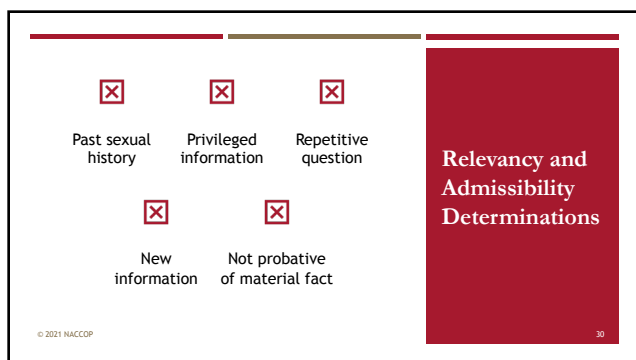 Past sexual
history
Privileged
information
Repetitive
question
New
information
Not probative
of material fact
Relevancy and
Admissibility
Determinations
© 2021 NACCOP
30